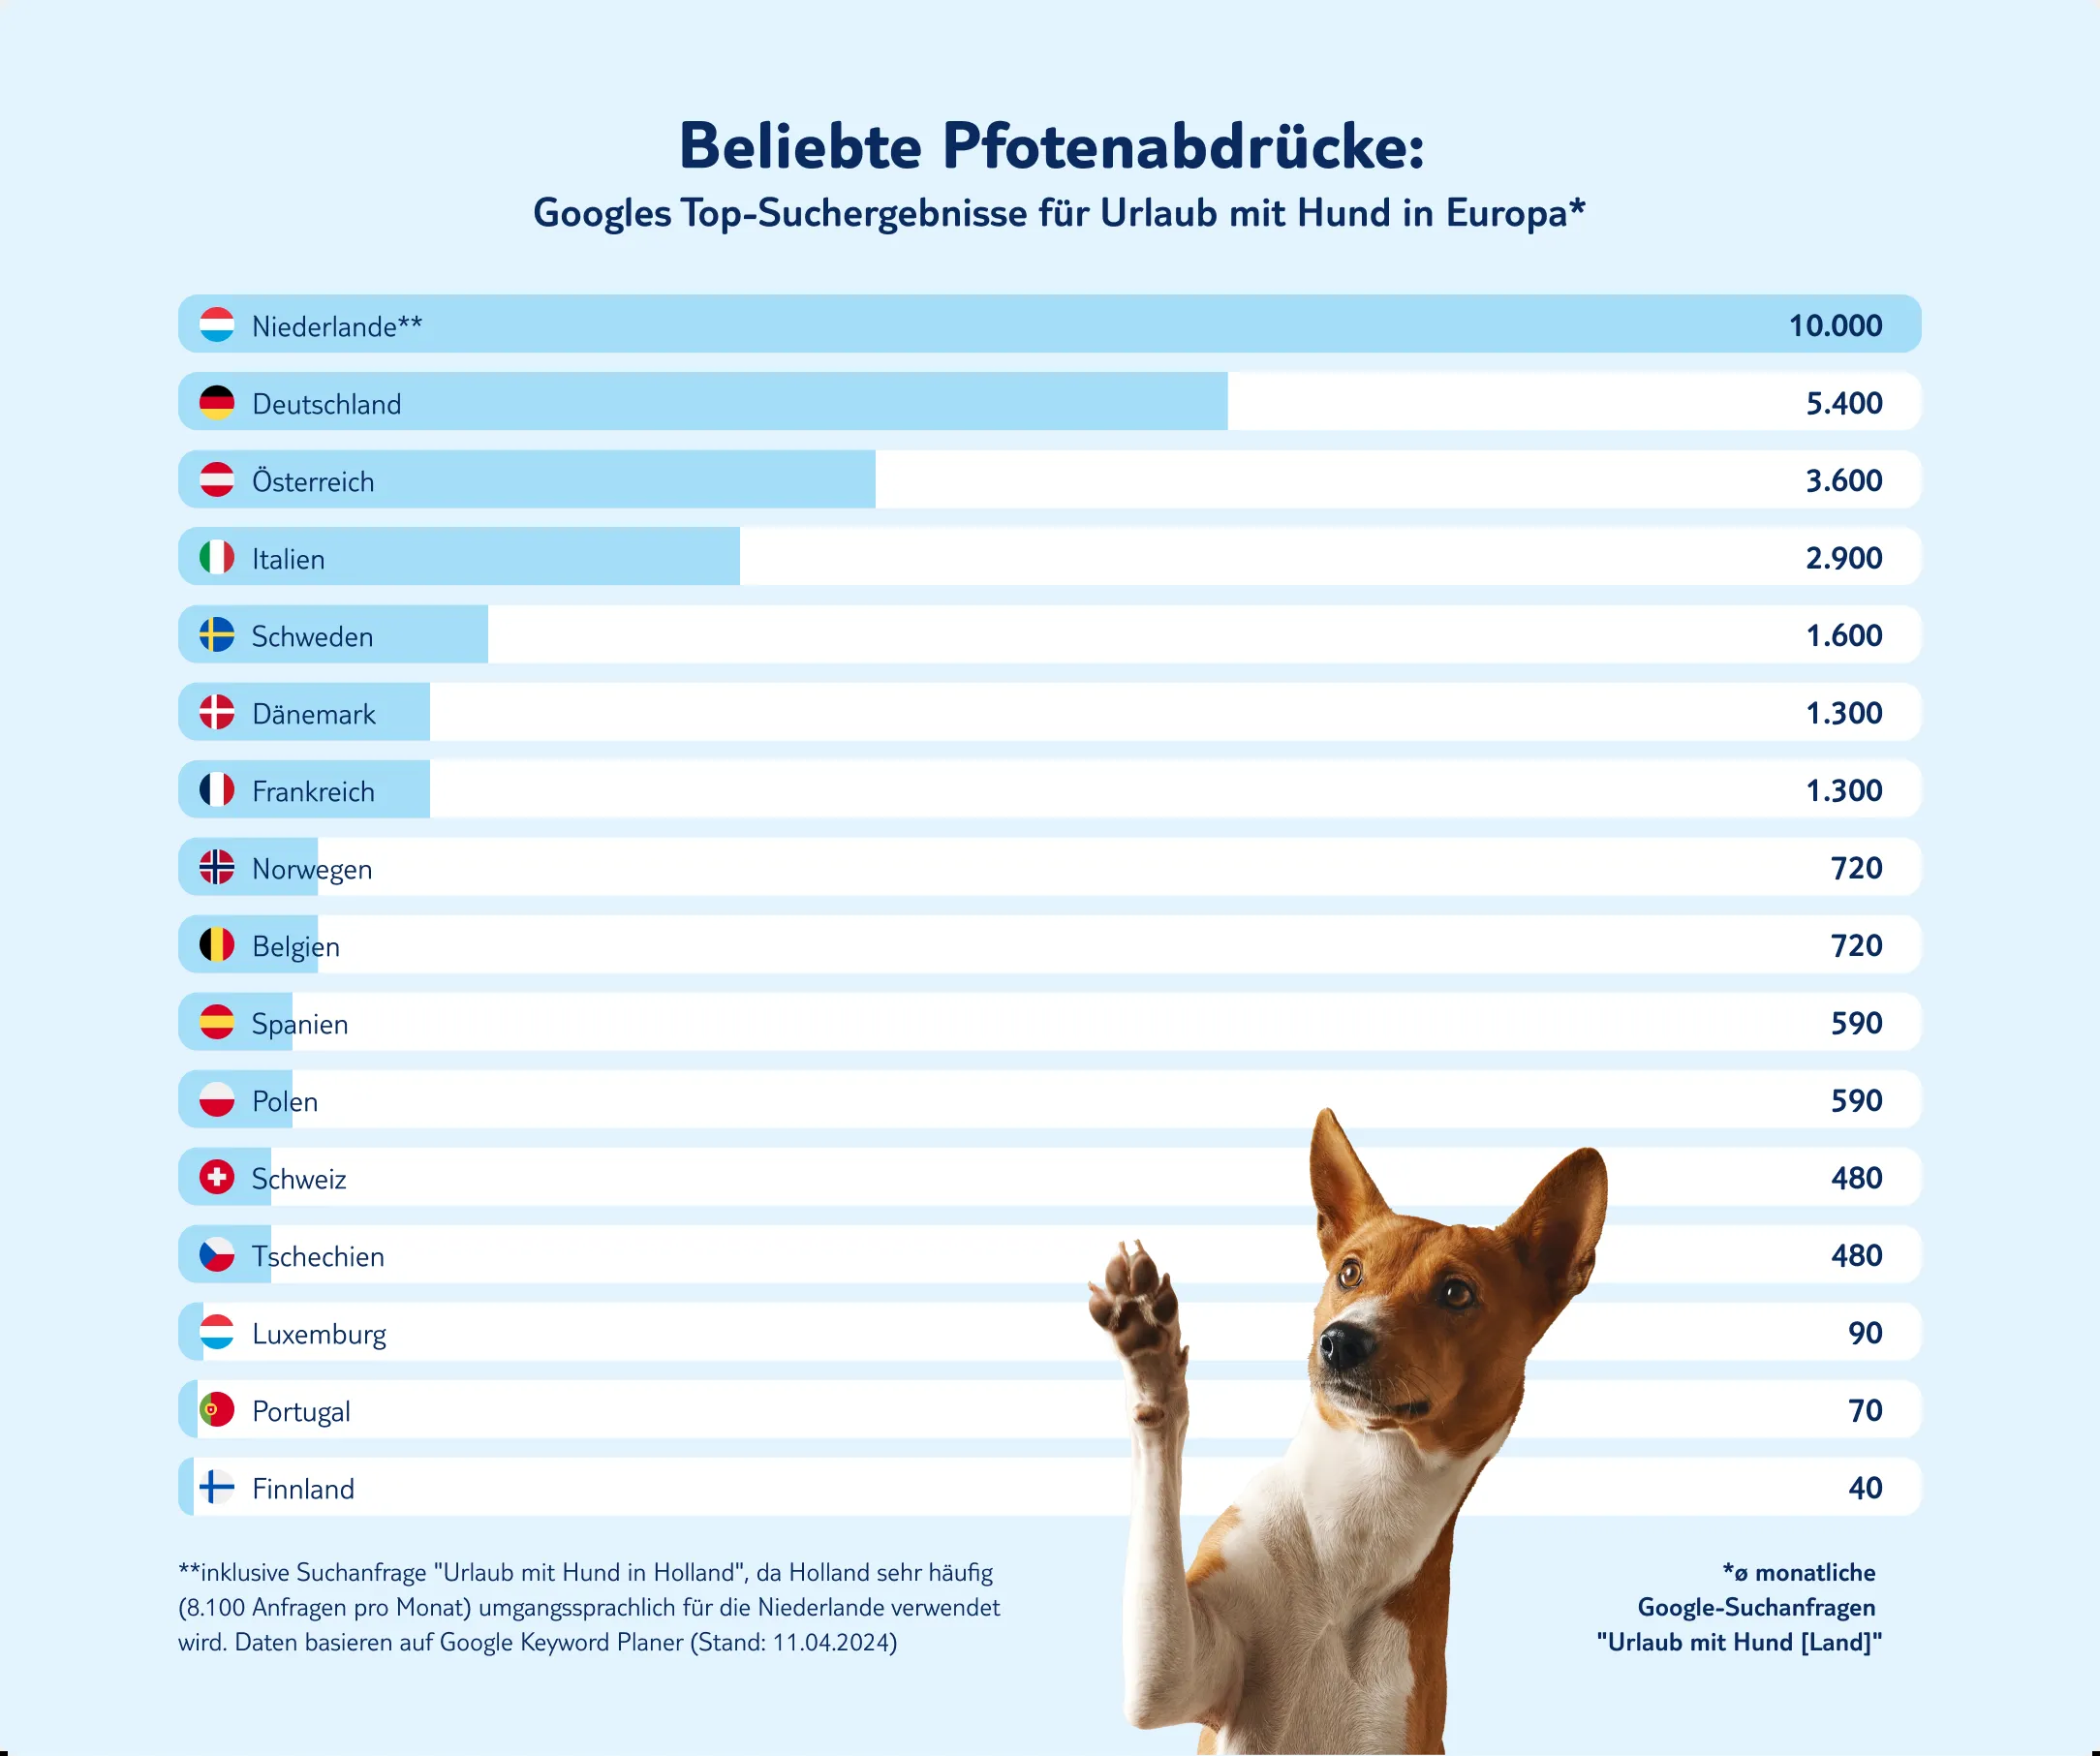 Beliebte Pfotenabdrücke:
Googles Top-Suchergebnisse für Urlaub mit Hund in Europa*
Niederlande** 10.000
Deutschland 5.400
Österreich 3.600
Italien 2.900
Schweden 1.600
Dänemark 1.300
Frankreich 1.300
Norwegen 720
Belgien 720
Spanien 590
Polen 590
Schweiz 480
Tschechien 480
Luxemburg 90
Portugal 70
Finnland 40
**inklusive Suchanfrage "Urlaub mit Hund in Holland", da Holland sehr häufig
(8.100 Anfragen pro Monat) umgangssprachlich für die Niederlande verwendet
wird. Daten basieren auf Google Keyword Planer (Stand: 11.04.2024)
*ø monatliche
Google-Suchanfragen
"Urlaub mit Hund [Land]"